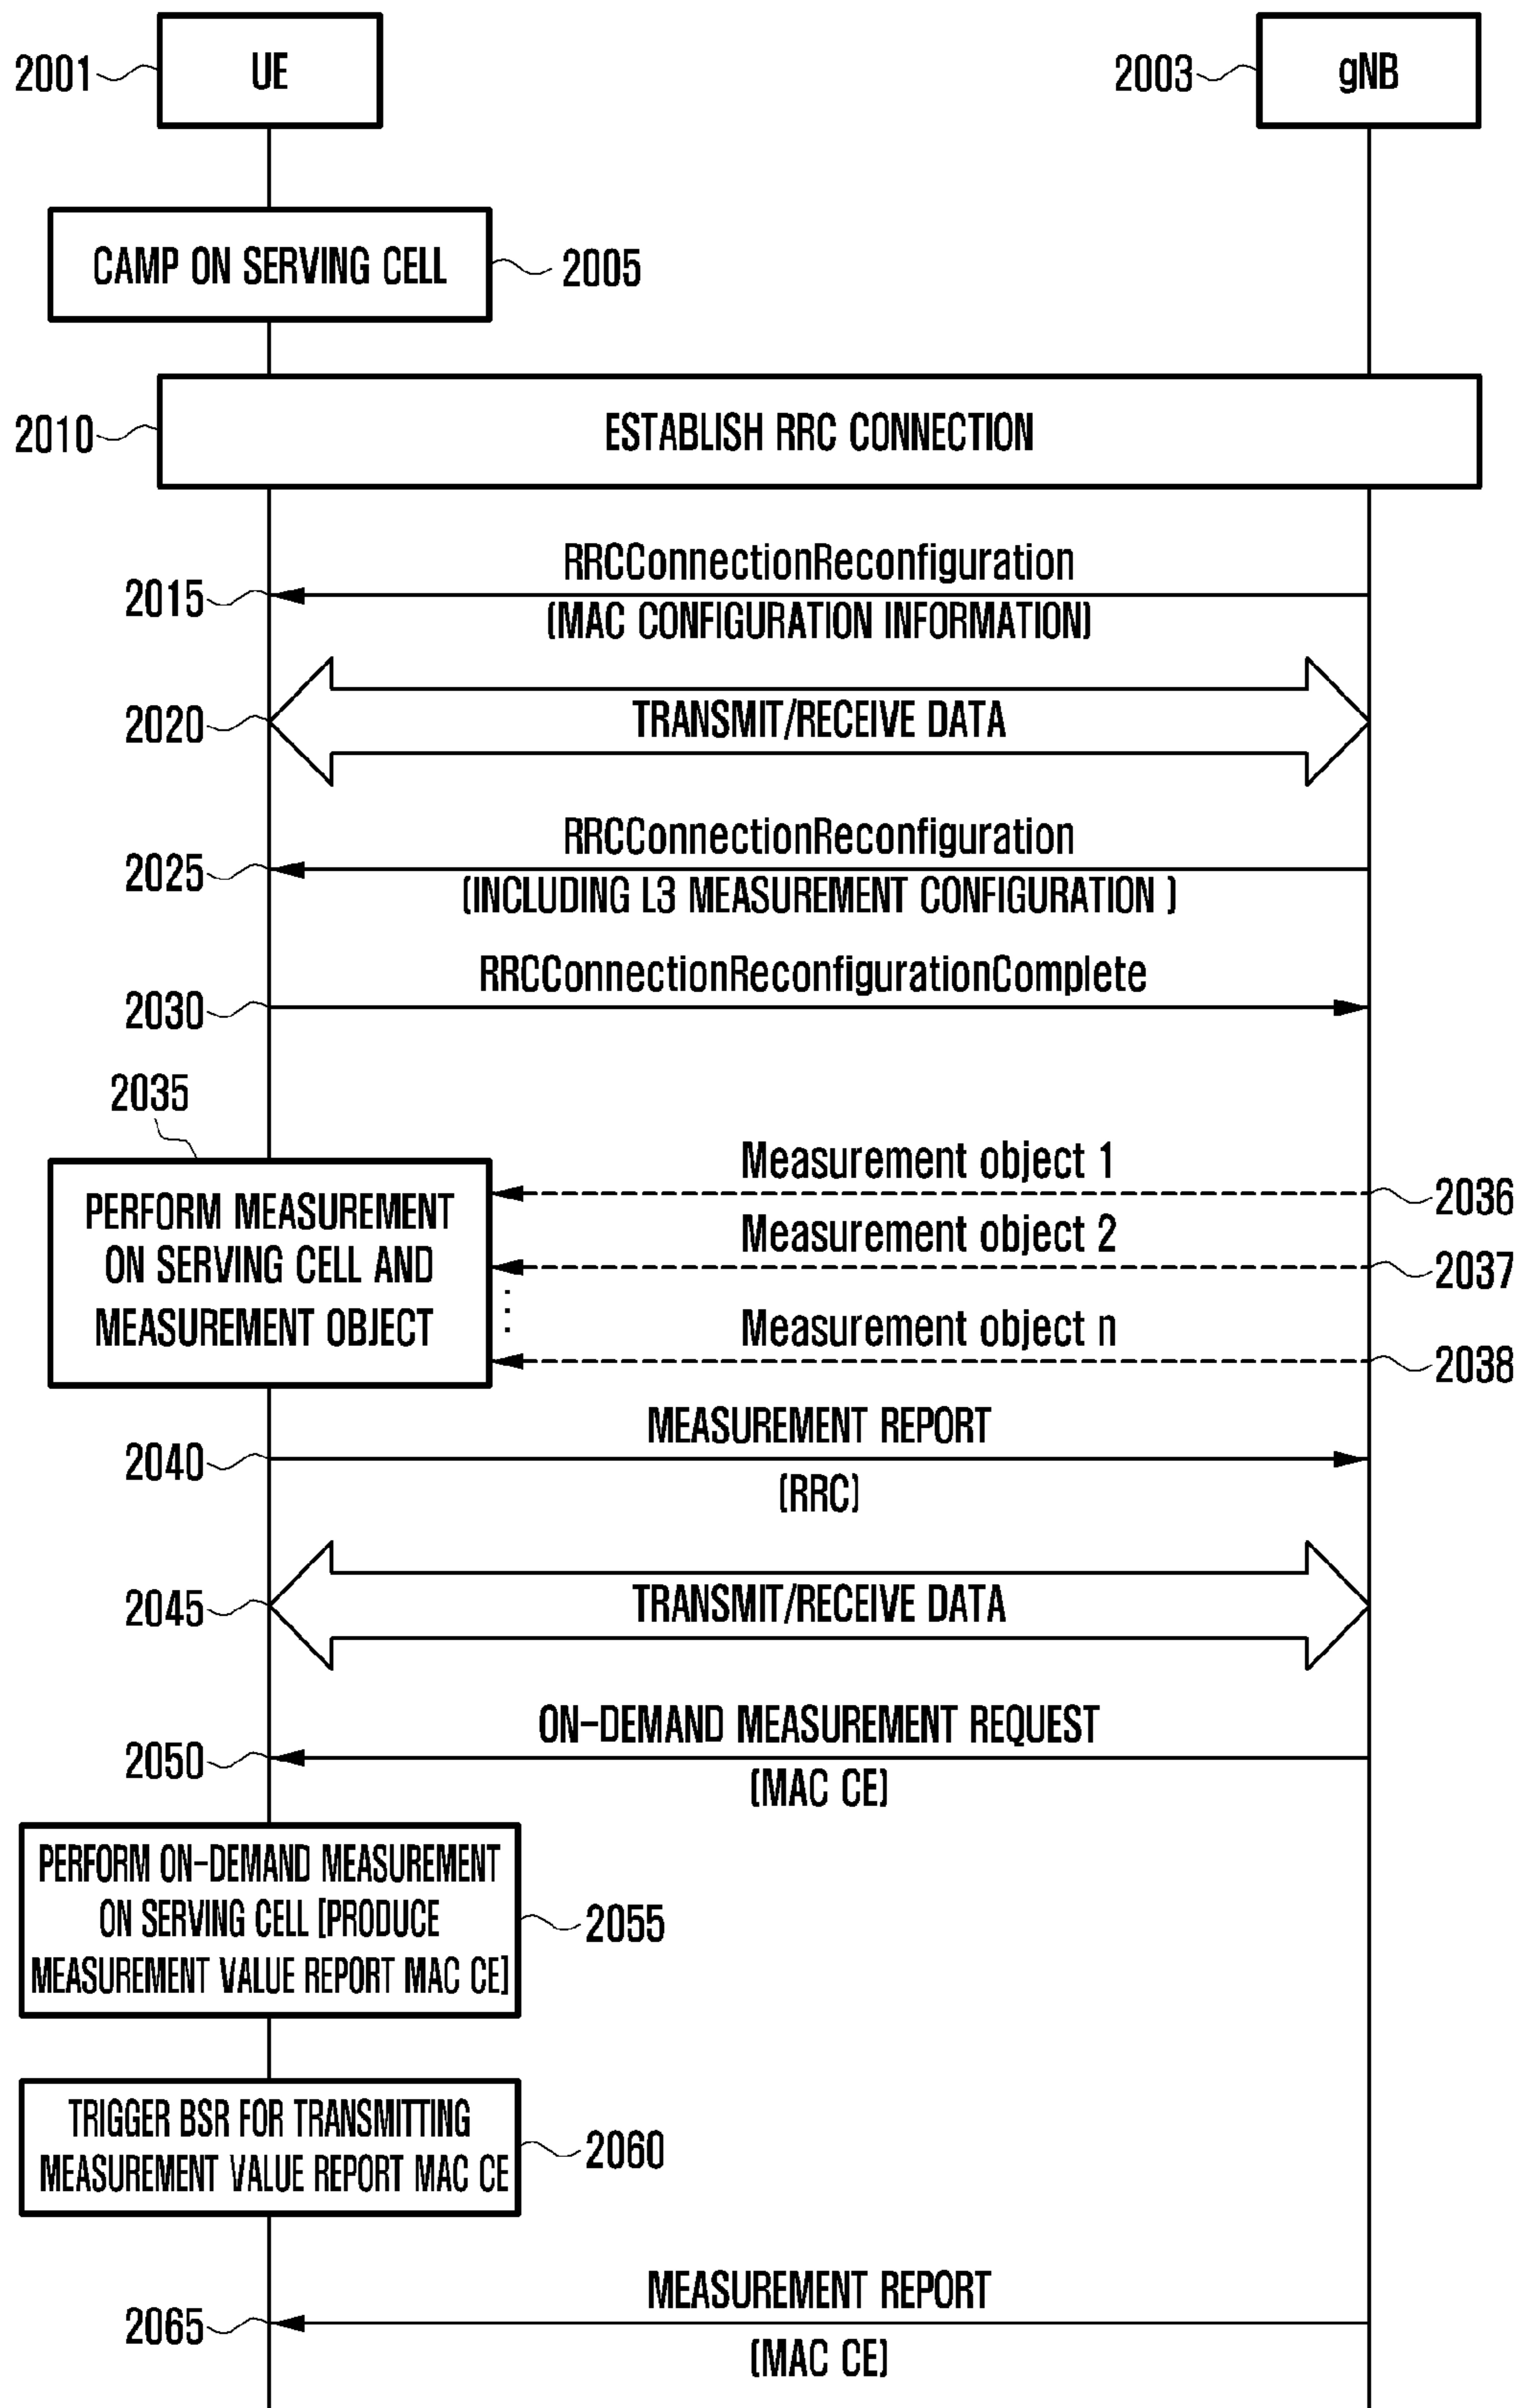 2001
UE
2003
gNB
CAMP ON SERVING CELL
2005
2010
ESTABLISH RRC CONNECTION
RRCConnectionReconfiguration
2015
(MAC CONFIGURATION INFORMATION)
2020
TRANSMIT/RECEIVE DATA
RRCConnectionReconfiguration
2025
(INCLUDING L3 MEASUREMENT CONFIGURATION )
RRCConnectionReconfigurationComplete
2030
2035
PERFORM MEASUREMENT
ON SERVING CELL AND
MEASUREMENT OBJECT
Measurement object 1
2036
Measurement object 2
2037
Measurement object n
2038
MEASUREMENT REPORT
2040
(RRC)
2045
TRANSMIT/RECEIVE DATA
ON-DEMAND MEASUREMENT REQUEST
2050
(MAC CE)
PERFORM ON-DEMAND MEASUREMENT
ON SERVING CELL [PRODUCE
MEASUREMENT VALUE REPORT MAC CE]
2055
TRIGGER BSR FOR TRANSMITTING
MEASUREMENT VALUE REPORT MAC CE
2060
MEASUREMENT REPORT
2065
(MAC CE)